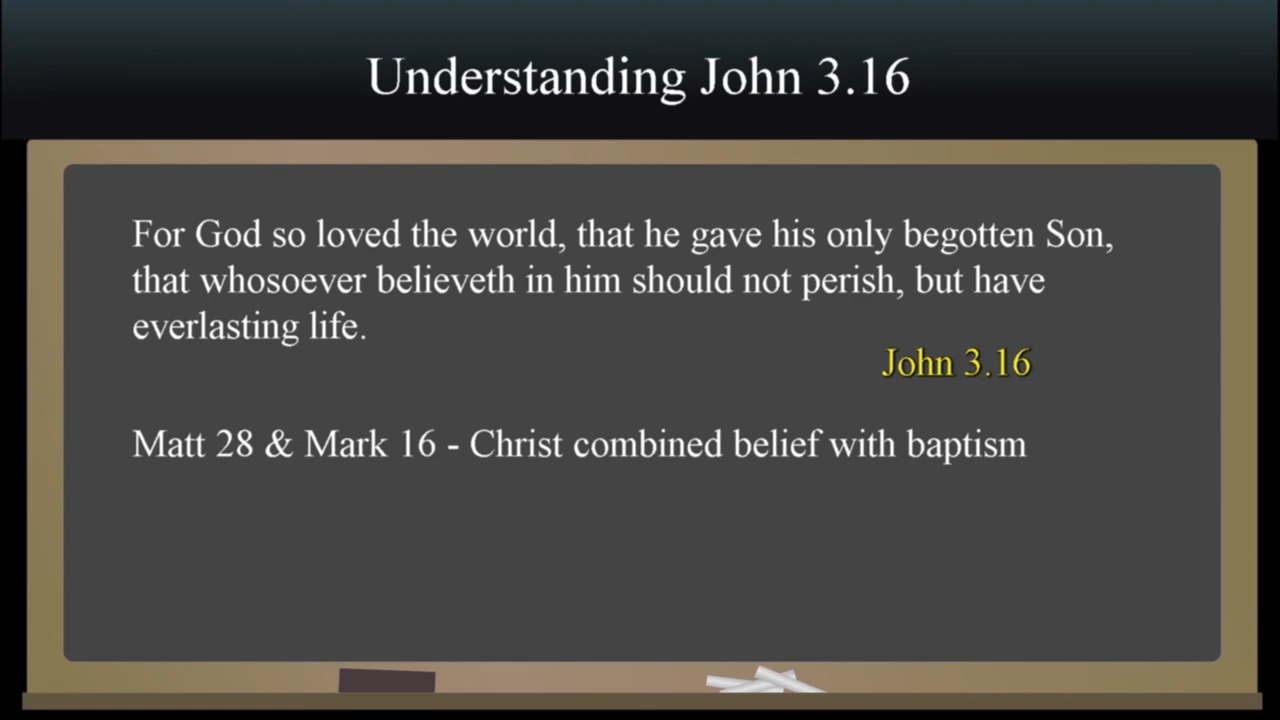 Understanding John 3.16
For God so loved the world, that he gave his only begotten Son,
that whosoever believeth in him should not perish, but have
everlasting life.
John 3.16
Matt 28 & Mark 16 - Christ combined belief with baptism